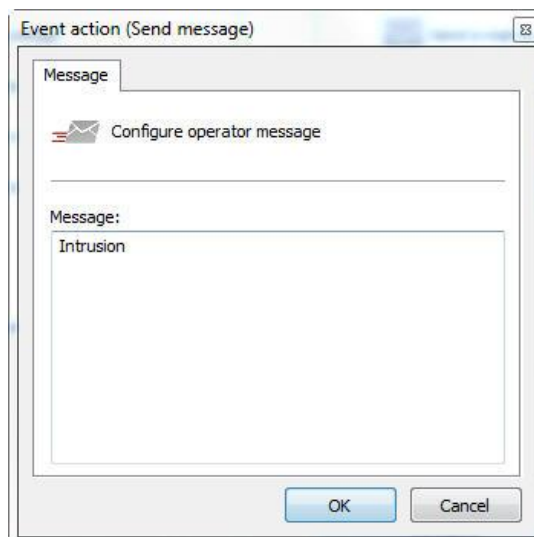 Event action (Send message)
Message
Configure operator message
Message:
Intrusion
OK
Cancel